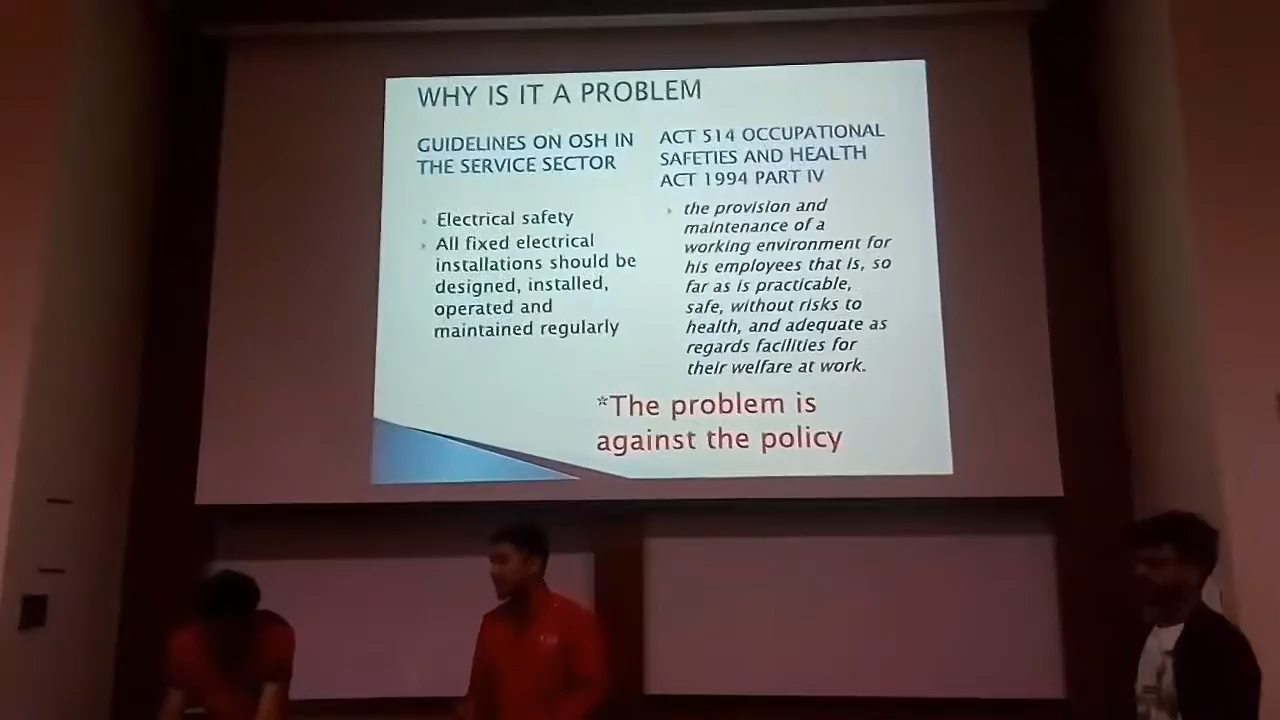 WHY IS IT A PROBLEM
GUIDELINES ON OSH IN
THE SERVICE SECTOR
Electrical safety
All fixed electrical
installations should be
designed, installed,
operated and
maintained regularly
ACT 514 OCCUPATIONAL
SAFETIES AND HEALTH
ACT 1994 PART IV
the provision and
maintenance of a
working environment for
his employees that is, so
far as is practicable,
safe, without risks to
health, and adequate as
regards facilities for
their welfare at work.
*The problem is
against the policy